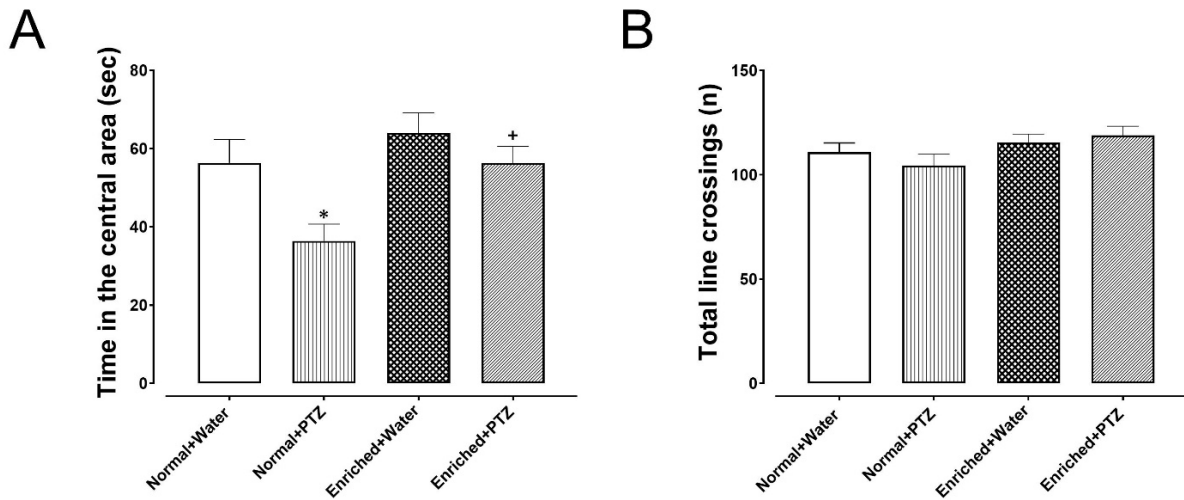 A
Time in the central area (sec)
80
60
40
20
0
*
+
Normal+Water
Normal+PTZ
Enriched+Water
Enriched+PTZ
B
Total line crossings (n)
150
100
50
0
Normal+Water
Normal+PTZ
Enriched+Water
Enriched+PTZ